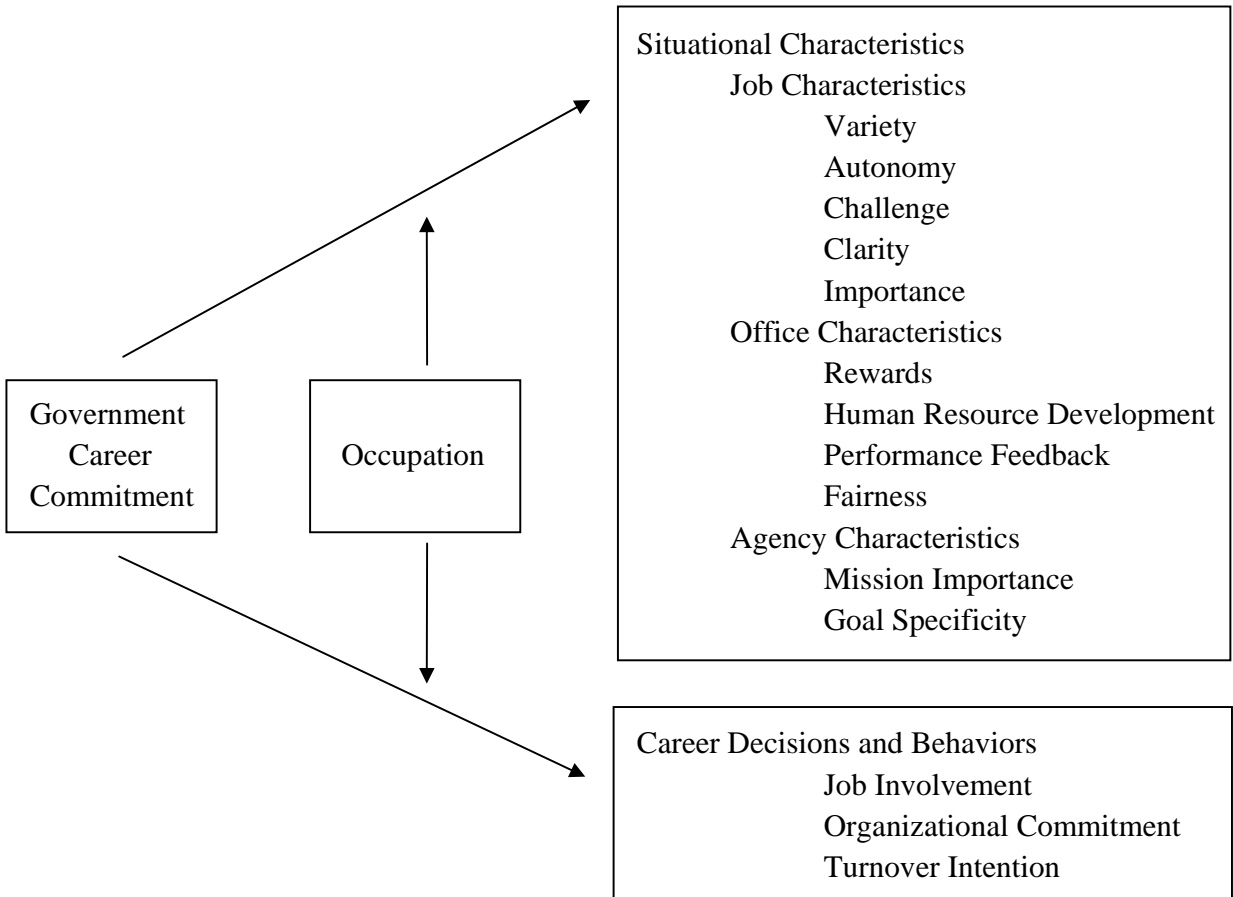 Situational Characteristics
Job Characteristics
Variety
Autonomy
Challenge
Clarity
Importance
Office Characteristics
Rewards
Human Resource Development
Performance Feedback
Fairness
Agency Characteristics
Mission Importance
Goal Specificity
Government
Career
Commitment
Occupation
Career Decisions and Behaviors
Job Involvement
Organizational Commitment
Turnover Intention